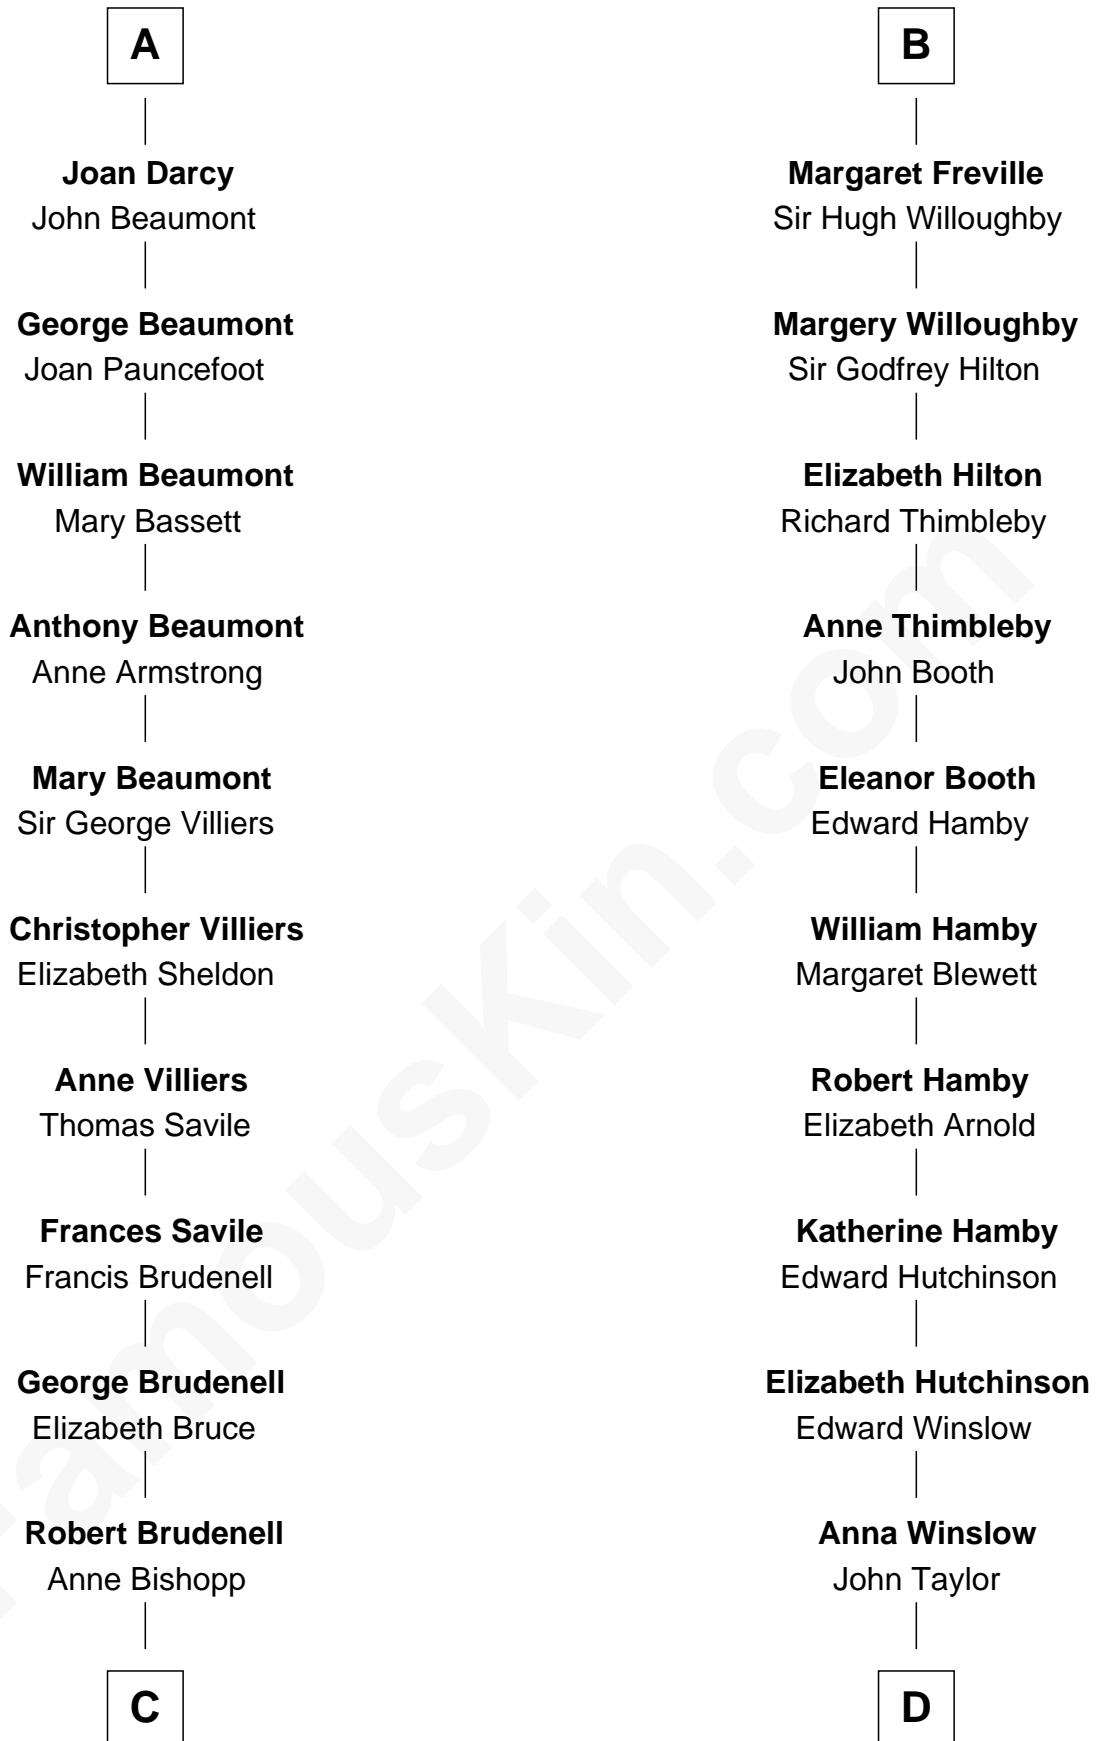 A
Joan Darcy
John Beaumont
George Beaumont
Joan Pauncefoot
William Beaumont
Mary Bassett
Anthony Beaumont
Anne Armstrong
Mary Beaumont
Sir George Villiers
Christopher Villiers
Elizabeth Sheldon
Anne Villiers
Thomas Savile
Frances Savile
Francis Brudenell
George Brudenell
Elizabeth Bruce
Robert Brudenell
Anne Bishopp
C
B
Margaret Freville
Sir Hugh Willoughby
Margery Willoughby
Sir Godfrey Hilton
Elizabeth Hilton
Richard Thimbleby
Anne Thimbleby
John Booth
Eleanor Booth
Edward Hamby
William Hamby
Margaret Blewett
Robert Hamby
Elizabeth Arnold
Katherine Hamby
Edward Hutchinson
Elizabeth Hutchinson
Edward Winslow
Anna Winslow
John Taylor
D
FamousKin.com